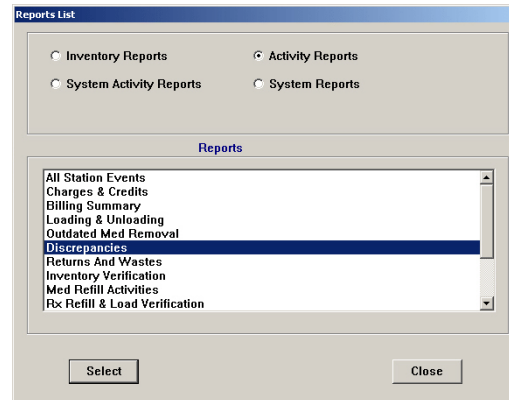 Reports List
Inventory Reports Activity Reports
System Activity Reports System Reports
Reports
All Station Events
Charges & Credits
Billing Summary
Loading & Unloading
Outdated Med Removal
Discrepancies
Returns And Wastes
Inventory Verification
Med Refill Activities
Rx Refill & Load Verification
Select Close